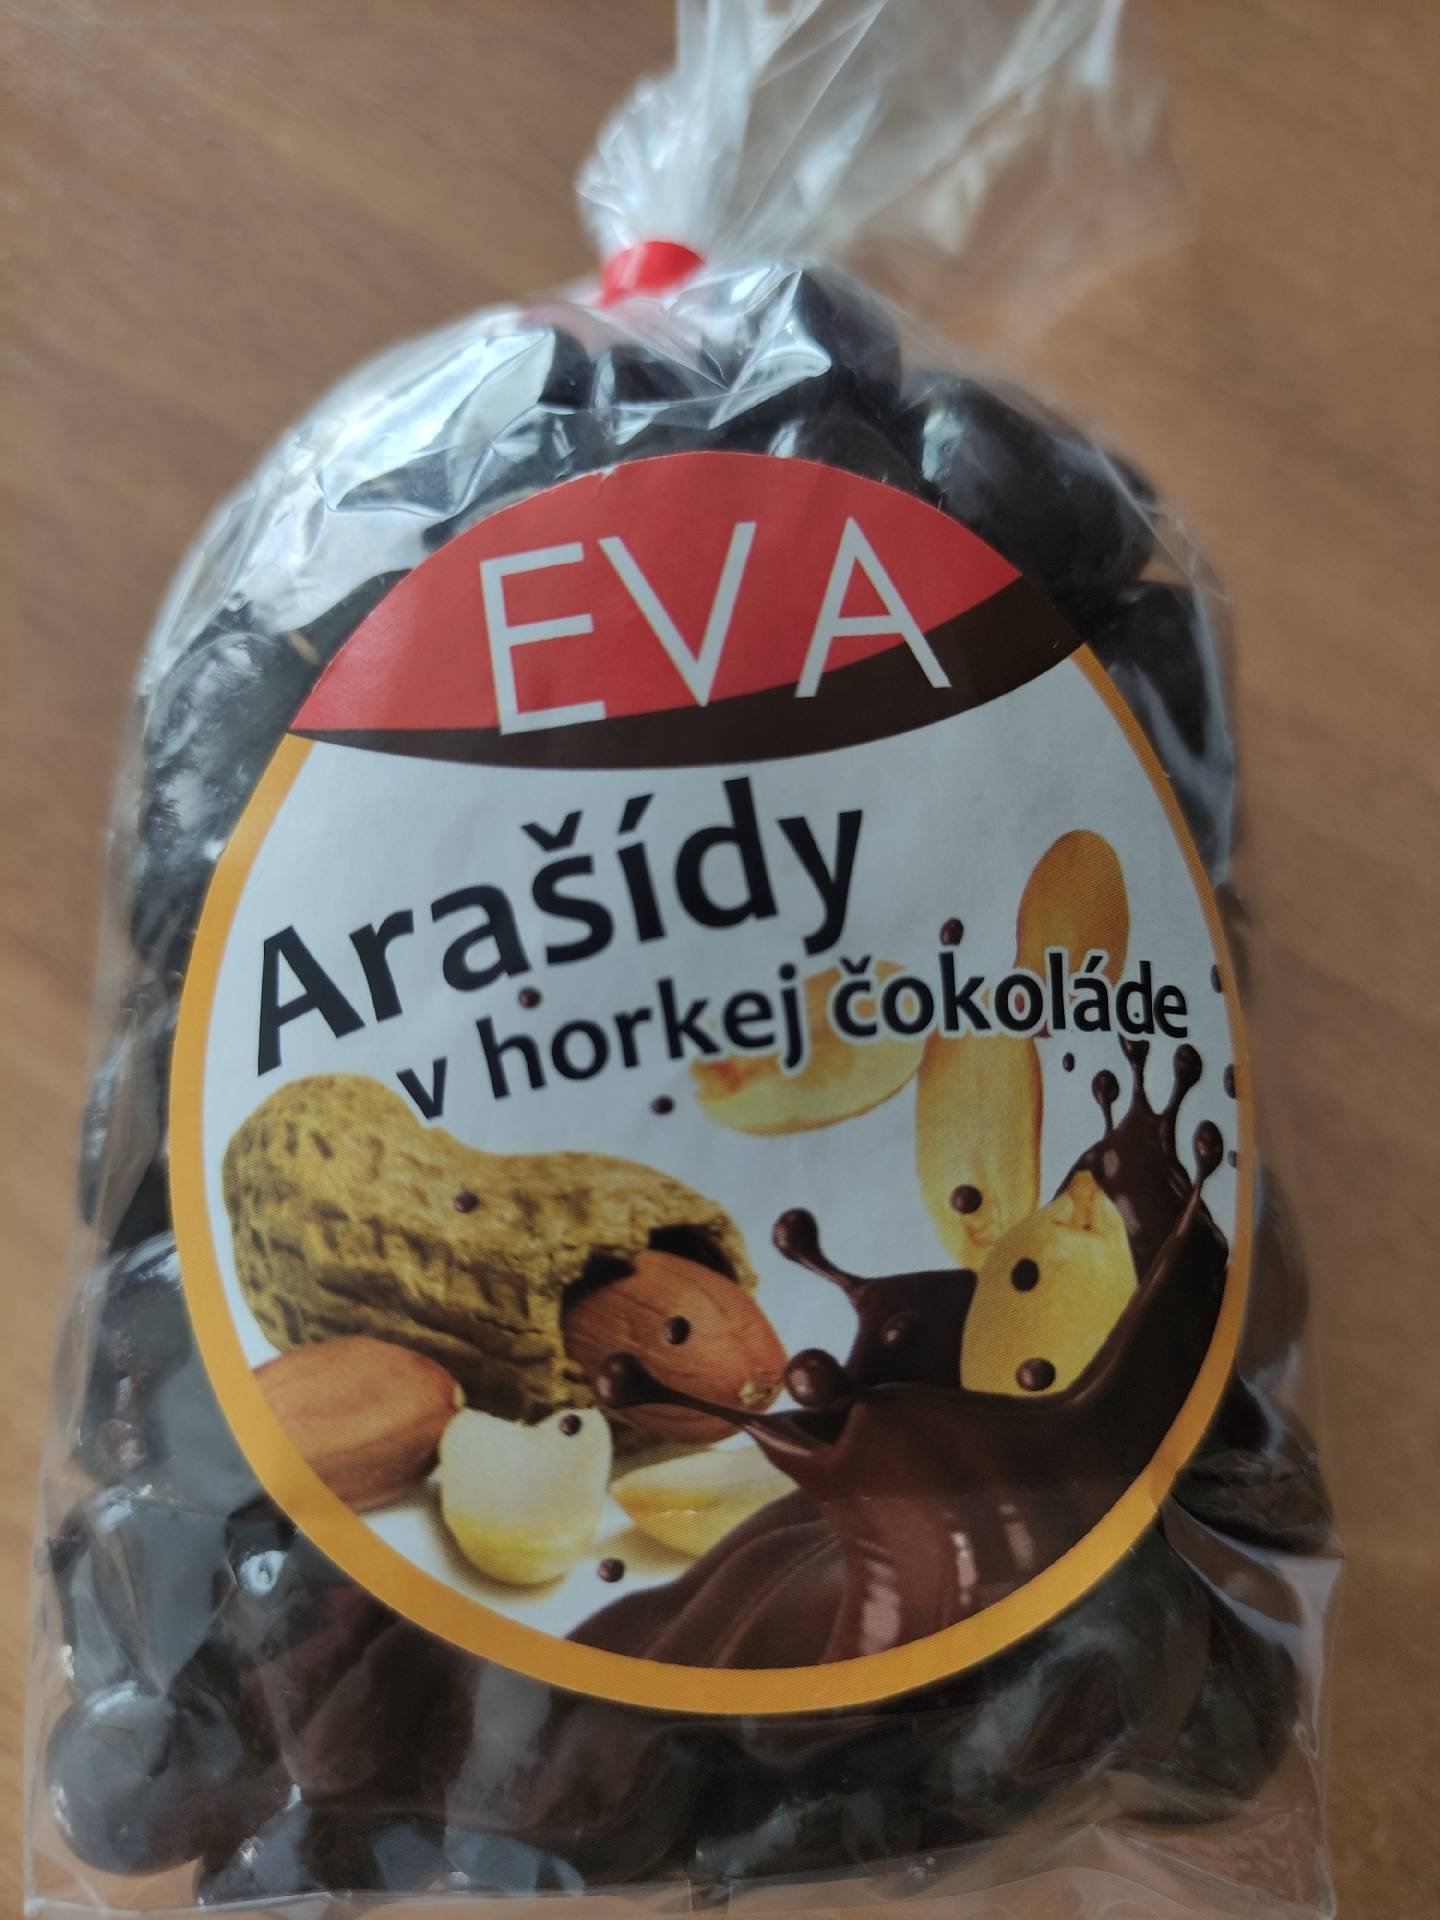 EVA
Arašídy
v horkej čokoláde